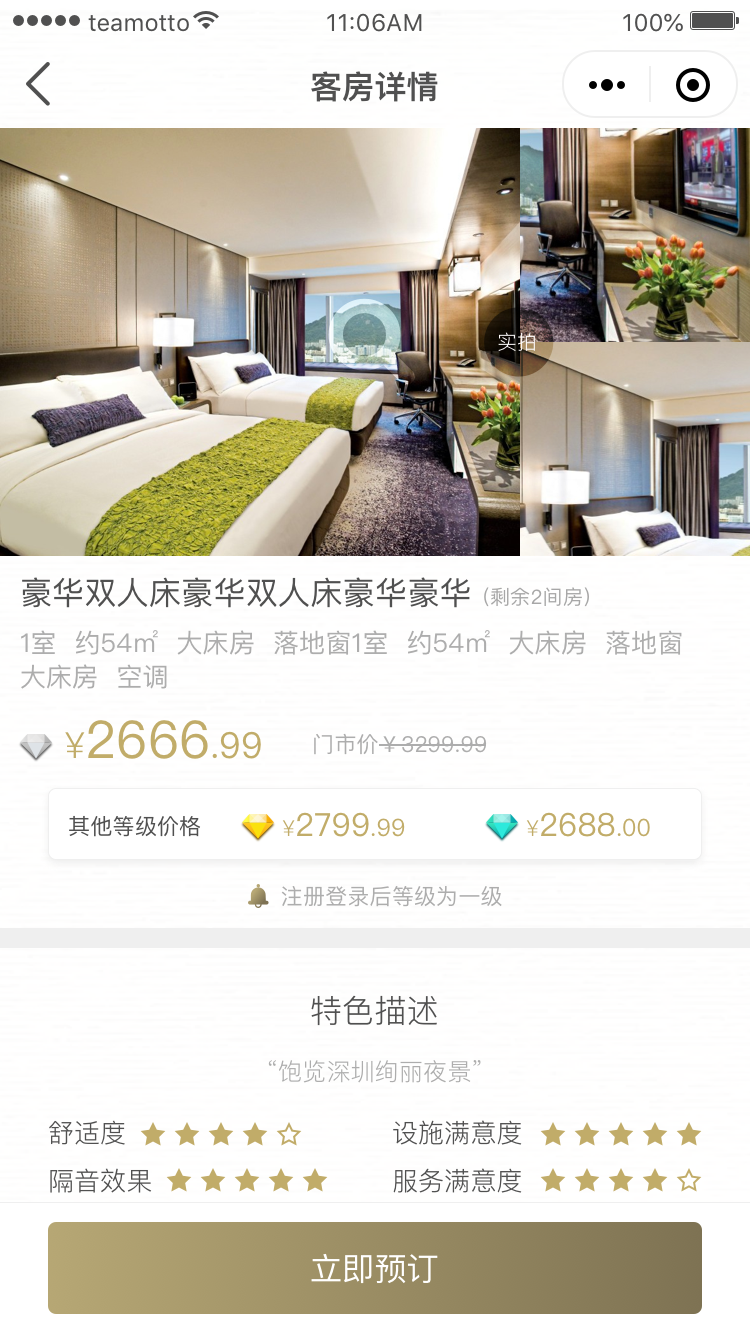 teamotto 11:06AM 100%
客房详情
实拍
豪华双人床豪华双人床豪华豪华 (剩余2间房)
1室 约54㎡ 大床房 落地窗1室 约54㎡ 大床房 落地窗
大床房 空调
¥2666.99 门市价¥3299.99
其他等级价格 ¥2799.99 ¥2688.00
注册登录后等级为一级
特色描述
“饱览深圳绚丽夜景”
舒适度 ★★★★☆ 设施满意度 ★★★★★
隔音效果 ★★★★★ 服务满意度 ★★★★☆
立即预订